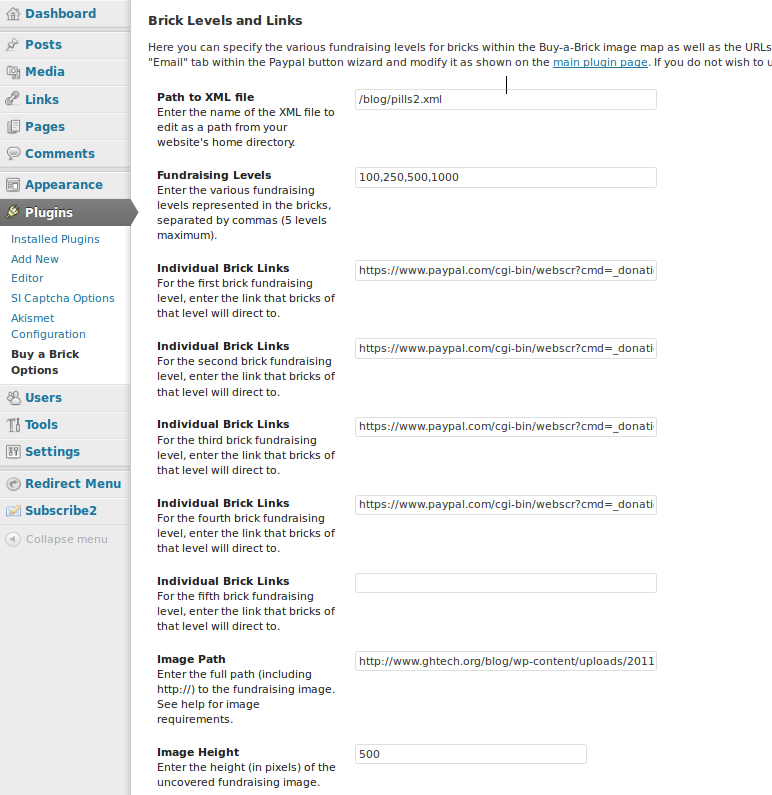 Dashboard
Posts
Media
Links
Pages
Comments
Appearance
Plugins
Installed Plugins
Add New
Editor
SI Captcha Options
Akismet
Configuration
Buy a Brick
Options
Users
Tools
Settings
Redirect Menu
Subscribe2
Collapse menu
Brick Levels and Links
Here you can specify the various fundraising levels for bricks within the Buy-a-Brick image map as well as the URLs
"Email" tab within the Paypal button wizard and modify it as shown on the main plugin page. If you do not wish to u
Path to XML file
Enter the name of the XML file to
edit as a path from your
website's home directory.
/blog/pills2.xml
Fundraising Levels
Enter the various fundraising
levels represented in the bricks,
separated by commas (5 levels
maximum).
100,250,500,1000
Individual Brick Links
For the first brick fundraising
level, enter the link that bricks of
that level will direct to.
https://www.paypal.com/cgi-bin/webscr?cmd=_donati
Individual Brick Links
For the second brick fundraising
level, enter the link that bricks of
that level will direct to.
https://www.paypal.com/cgi-bin/webscr?cmd=_donati
Individual Brick Links
For the third brick fundraising
level, enter the link that bricks of
that level will direct to.
https://www.paypal.com/cgi-bin/webscr?cmd=_donati
Individual Brick Links
For the fourth brick fundraising
level, enter the link that bricks of
that level will direct to.
https://www.paypal.com/cgi-bin/webscr?cmd=_donati
Individual Brick Links
For the fifth brick fundraising
level, enter the link that bricks of
that level will direct to.
Image Path
Enter the full path (including
http://) to the fundraising image.
See help for image
requirements.
http://www.ghtech.org/blog/wp-content/uploads/2011
Image Height
Enter the height (in pixels) of the
uncovered fundraising image.
500